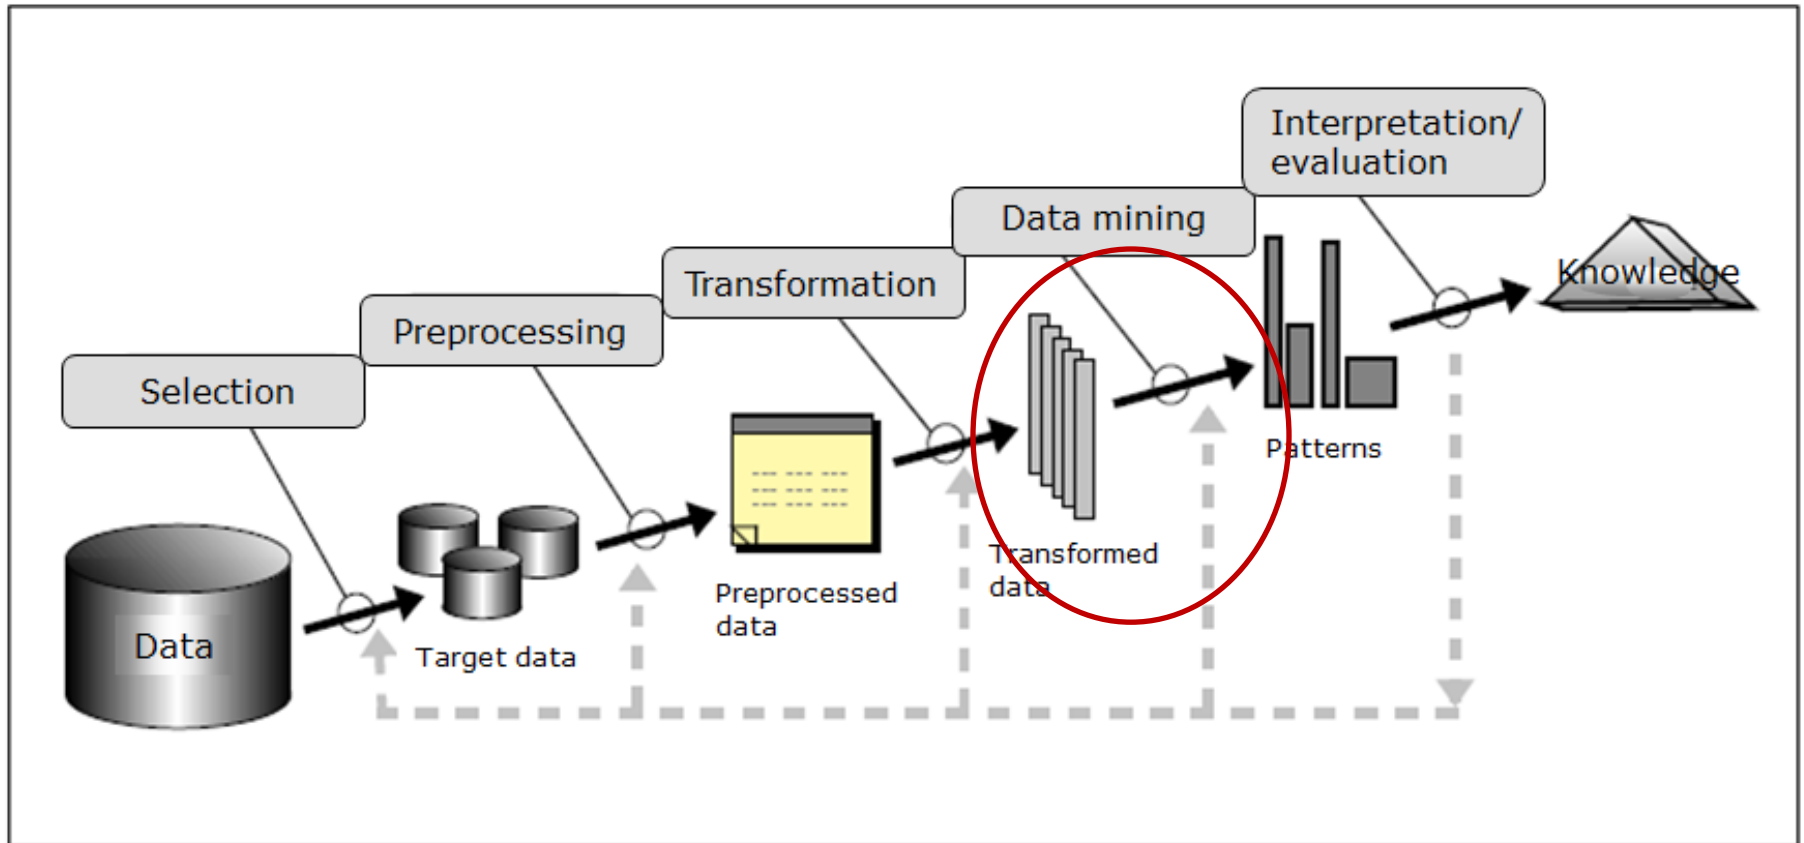 Interpretation/
evaluation
Data mining
Transformation
Preprocessing
Selection
Knowledge
Patterns
Transformed
data
Preprocessed
data
Target data
Data